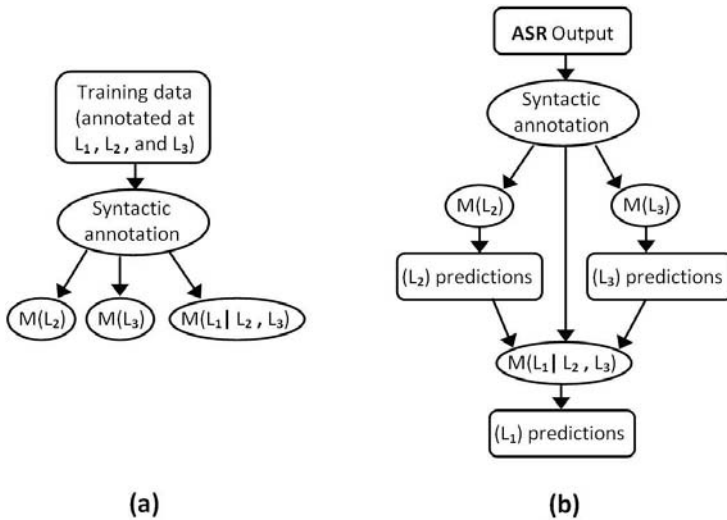 Training data
(annotated at
L₁ , L₂ , and L₃)
Syntactic
annotation
M(L₂)
M(L₃)
M(L₁| L₂ , L₃)
(a)
ASR Output
Syntactic
annotation
M(L₂)
M(L₃)
(L₂) predictions
(L₃) predictions
M(L₁| L₂ , L₃)
(L₁) predictions
(b)